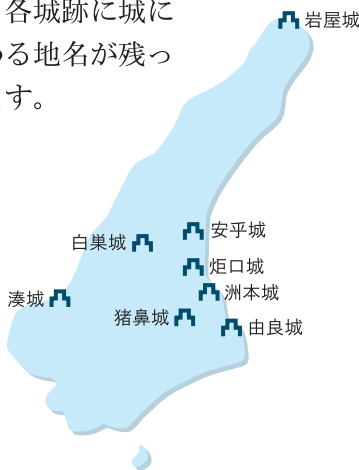 各城跡に城に
る地名が残っ
す。
岩屋城
安乎城
白巣城
炬口城
洲本城
湊城
猪鼻城
由良城